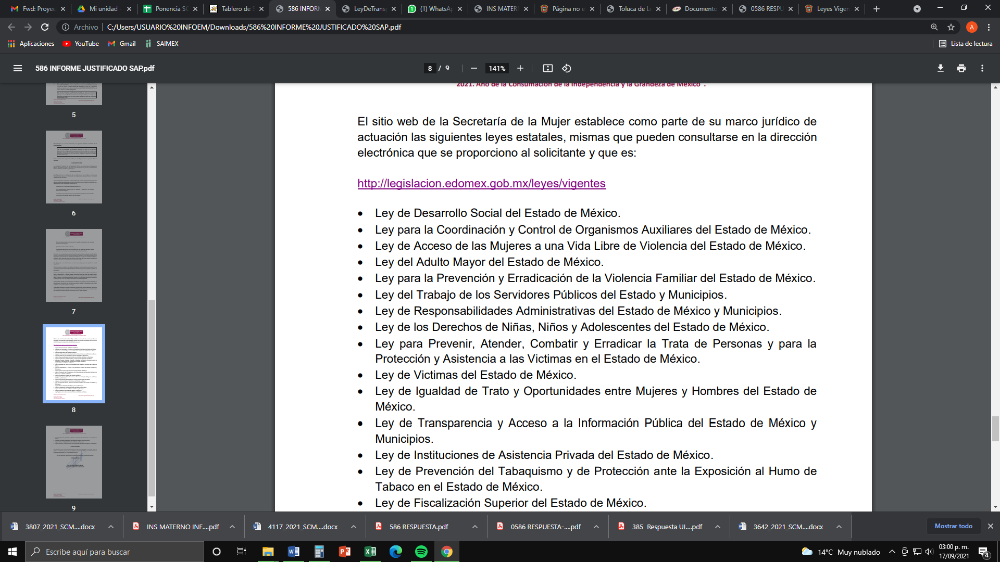 Fwd: Proyec
Mi unidad -
Ponencia SC
Tablero de S
586 INFORM
LeyDeTransp
(1) WhatsAp
INS MATERN
Página no e
Toluca de Le
Documento
0586 RESPU
Leyes Vigen
Archivo
C:/Users/USUARIO%20INFOEM/Downloads/586%20INFORME%20JUSTIFICADO%20SAP.pdf
A
Aplicaciones
YouTube
Gmail
SAIMEX
Lista de lectura
586 INFORME JUSTIFICADO SAP.pdf
8 / 9
141%
5
6
7
8
9
"2021. Año de la Consumación de la Independencia y la Grandeza de México".
El sitio web de la Secretaría de la Mujer establece como parte de su marco jurídico de
actuación las siguientes leyes estatales, mismas que pueden consultarse en la dirección
electrónica que se proporciono al solicitante y que es:
http://legislacion.edomex.gob.mx/leyes/vigentes
• Ley de Desarrollo Social del Estado de México.
• Ley para la Coordinación y Control de Organismos Auxiliares del Estado de México.
• Ley de Acceso de las Mujeres a una Vida Libre de Violencia del Estado de México.
• Ley del Adulto Mayor del Estado de México.
• Ley para la Prevención y Erradicación de la Violencia Familiar del Estado de México.
• Ley del Trabajo de los Servidores Públicos del Estado y Municipios.
• Ley de Responsabilidades Administrativas del Estado de México y Municipios.
• Ley de los Derechos de Niñas, Niños y Adolescentes del Estado de México.
• Ley para Prevenir, Atender, Combatir y Erradicar la Trata de Personas y para la
Protección y Asistencia a las Victimas en el Estado de México.
• Ley de Victimas del Estado de México.
• Ley de Igualdad de Trato y Oportunidades entre Mujeres y Hombres del Estado de
México.
• Ley de Transparencia y Acceso a la Información Pública del Estado de México y
Municipios.
• Ley de Instituciones de Asistencia Privada del Estado de México.
• Ley de Prevención del Tabaquismo y de Protección ante la Exposición al Humo de
Tabaco en el Estado de México.
• Ley de Fiscalización Superior del Estado de México.
3807_2021_SCM....docx
INS MATERNO INF....pdf
4117_2021_SCM....docx
586 RESPUESTA.pdf
0586 RESPUESTA-....pdf
385 Respuesta UI....pdf
3642_2021_SCM....docx
Mostrar todo
Escribe aquí para buscar
14°C Muy nublado
03:00 p. m.
17/09/2021
4